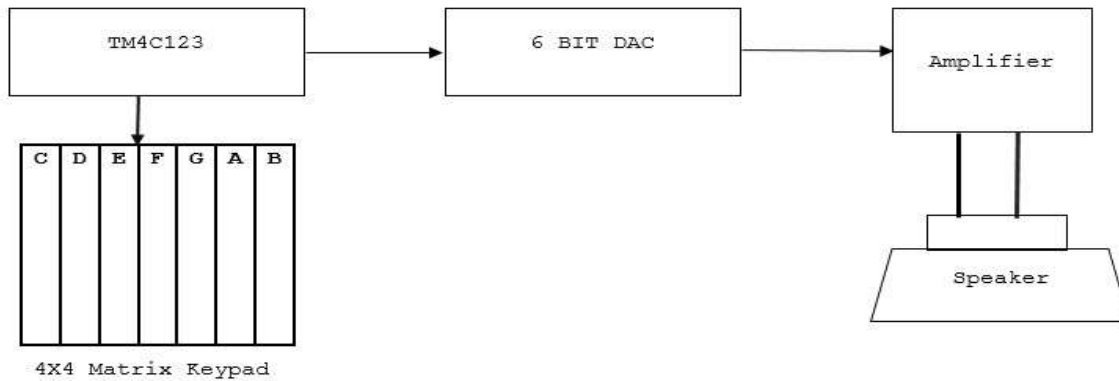 TM4C123
6 BIT DAC
Amplifier
C D E F G A B
Speaker
4X4 Matrix Keypad